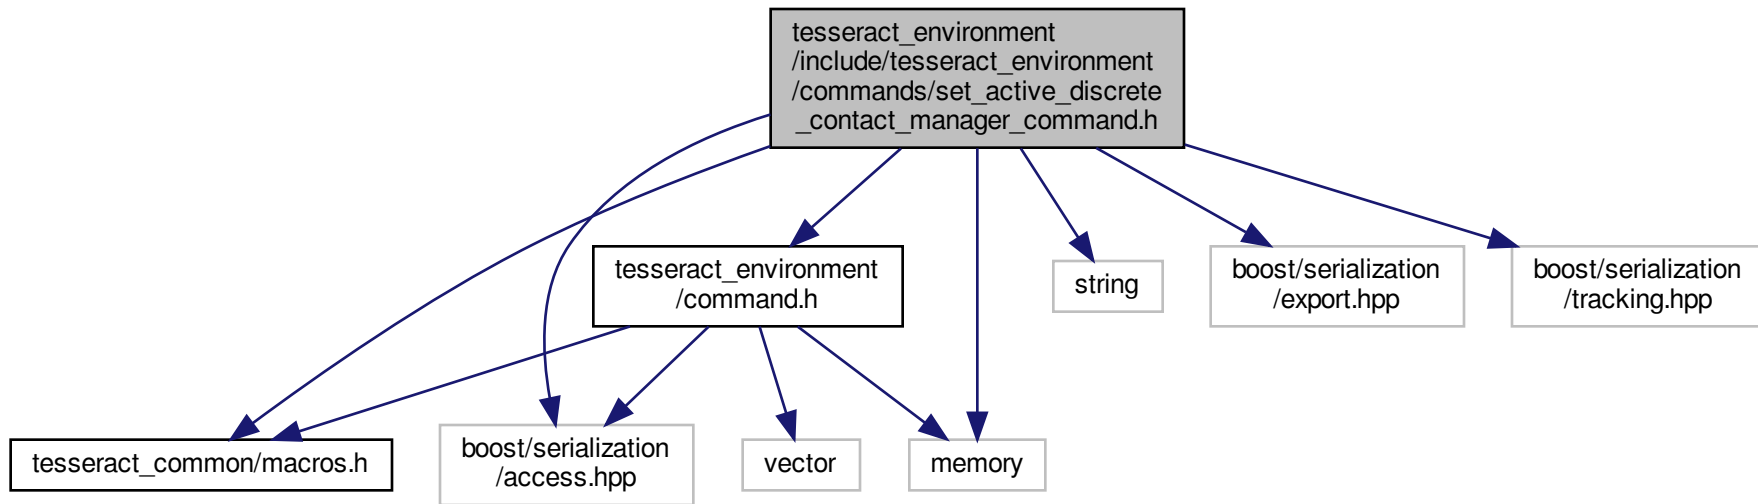 tesseract_environment
/include/tesseract_environment
/commands/set_active_discrete
_contact_manager_command.h
tesseract_environment
/command.h
string
boost/serialization
/export.hpp
boost/serialization
/tracking.hpp
tesseract_common/macros.h
boost/serialization
/access.hpp
vector
memory